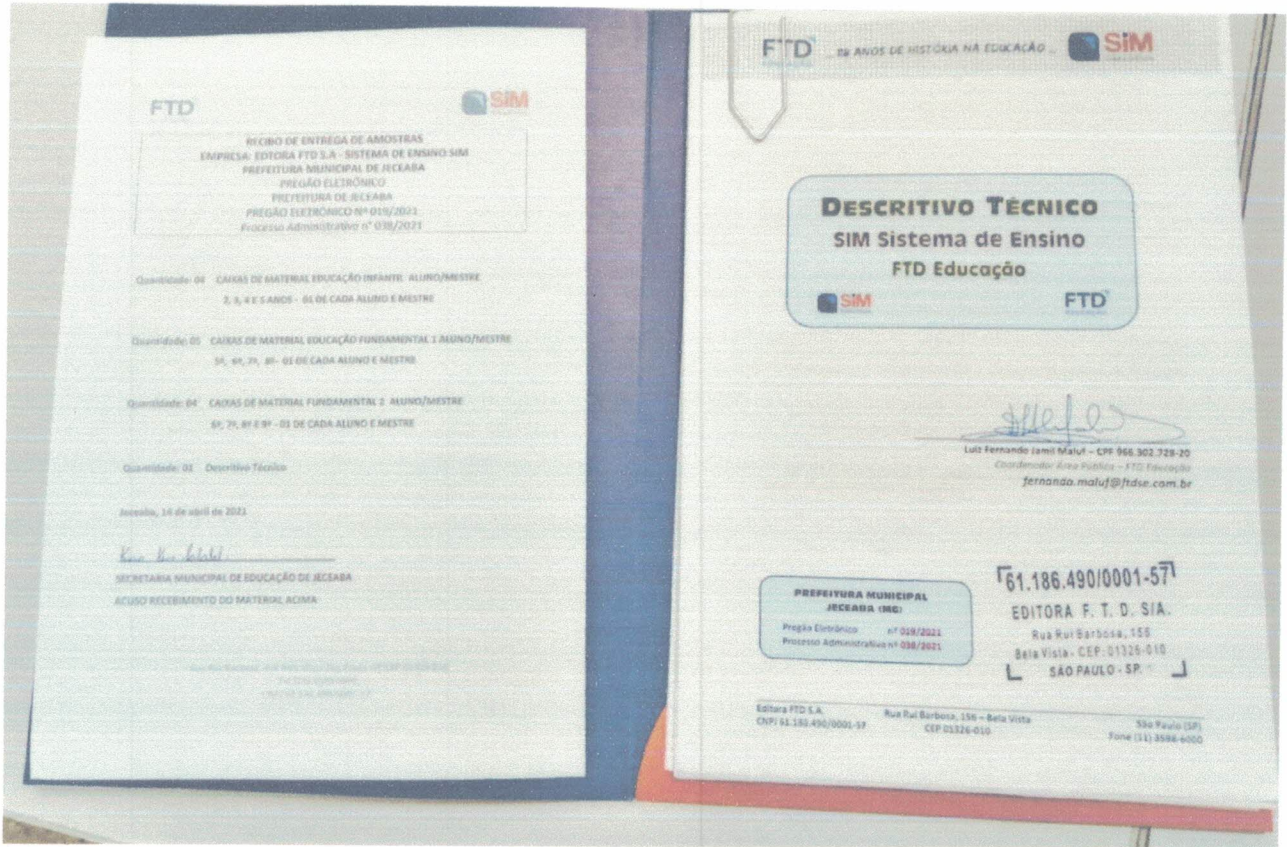 FTD
SIM
RECIBO DE ENTREGA DE AMOSTRAS
EMPRESA: EDITORA FTD S.A - SISTEMA DE ENSINO SIM
PREFEITURA MUNICIPAL DE JECEABA
PREGÃO ELETRÔNICO
PREFEITURA DE JECEABA
PREGÃO ELETRÔNICO Nº 019/2021
Processo Administrativo nº 038/2021
Quantidade: 04 CAIXAS DE MATERIAL EDUCAÇÃO INFANTIL ALUNO/MESTRE
2, 3, 4 E 5 ANOS - 01 DE CADA ALUNO E MESTRE
Quantidade: 05 CAIXAS DE MATERIAL EDUCAÇÃO FUNDAMENTAL 1 ALUNO/MESTRE
5º, 6º, 7º, 8º- 01 DE CADA ALUNO E MESTRE
Quantidade: 04 CAIXAS DE MATERIAL FUNDAMENTAL 2 ALUNO/MESTRE
6º, 7º, 8º E 9º - 01 DE CADA ALUNO E MESTRE
Quantidade: 01 Descritivo Técnico
Jeceaba, 16 de abril de 2021
SECRETARIA MUNICIPAL DE EDUCAÇÃO DE JECEABA
ACUSO RECEBIMENTO DO MATERIAL ACIMA
FTD
ANOS DE HISTÓRIA NA EDUCAÇÃO
SIM
DESCRITIVO TÉCNICO
SIM Sistema de Ensino
FTD Educação
SIM
FTD
Luiz Fernando Jamil Maluf – CPF 966.302.728-20
Coordenador Área Pública – FTD Educação
fernando.maluf@ftdse.com.br
PREFEITURA MUNICIPAL
JECEABA (MG)
Pregão Eletrônico nº 019/2021
Processo Administrativo nº 038/2021
61.186.490/0001-57
EDITORA F. T. D. S/A.
Rua Rui Barbosa, 156
Bela Vista - CEP: 01326-010
SÃO PAULO - SP.
Editora FTD S.A.
CNPJ 61.186.490/0001-57
Rua Rui Barbosa, 156 – Bela Vista
CEP 01326-010
São Paulo (SP)
Fone (11) 3598-6000